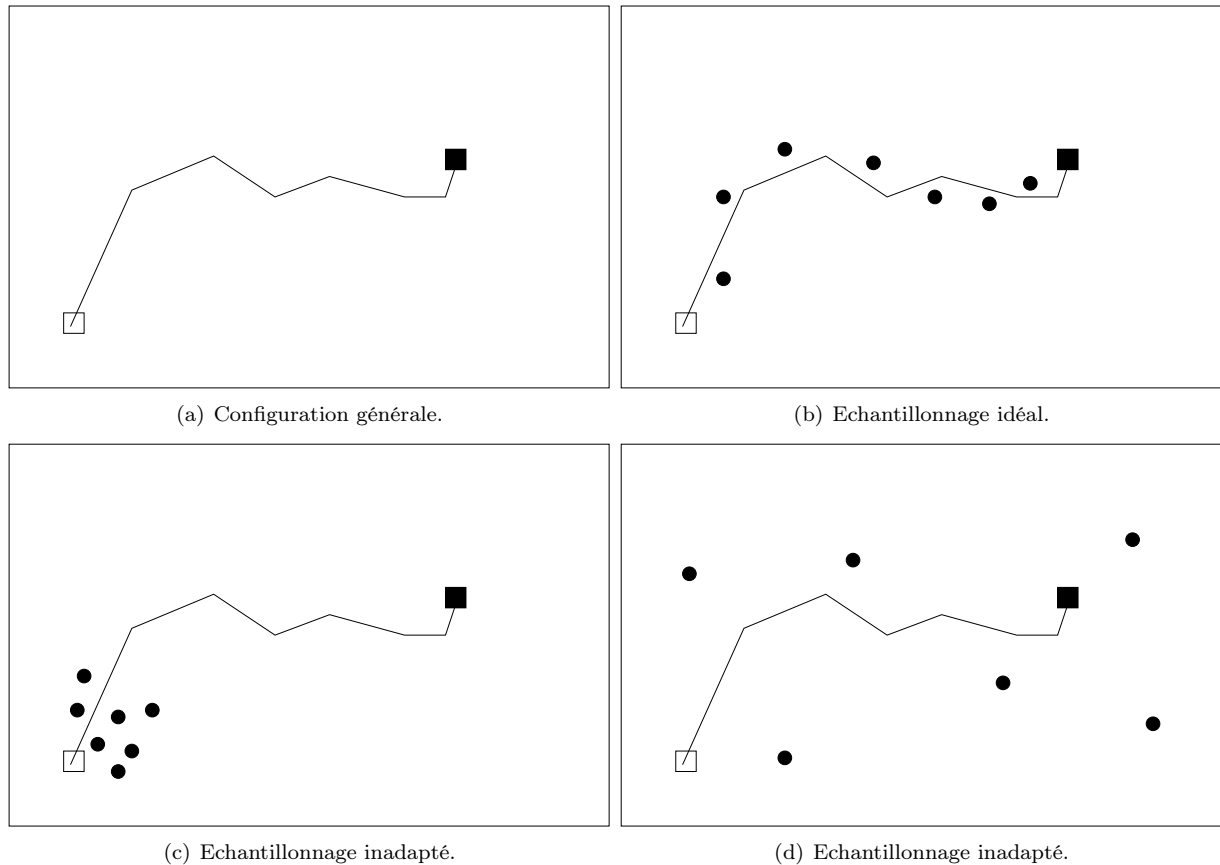 (a) Configuration générale.
(b) Echantillonnage idéal.
(c) Echantillonnage inadapté.
(d) Echantillonnage inadapté.